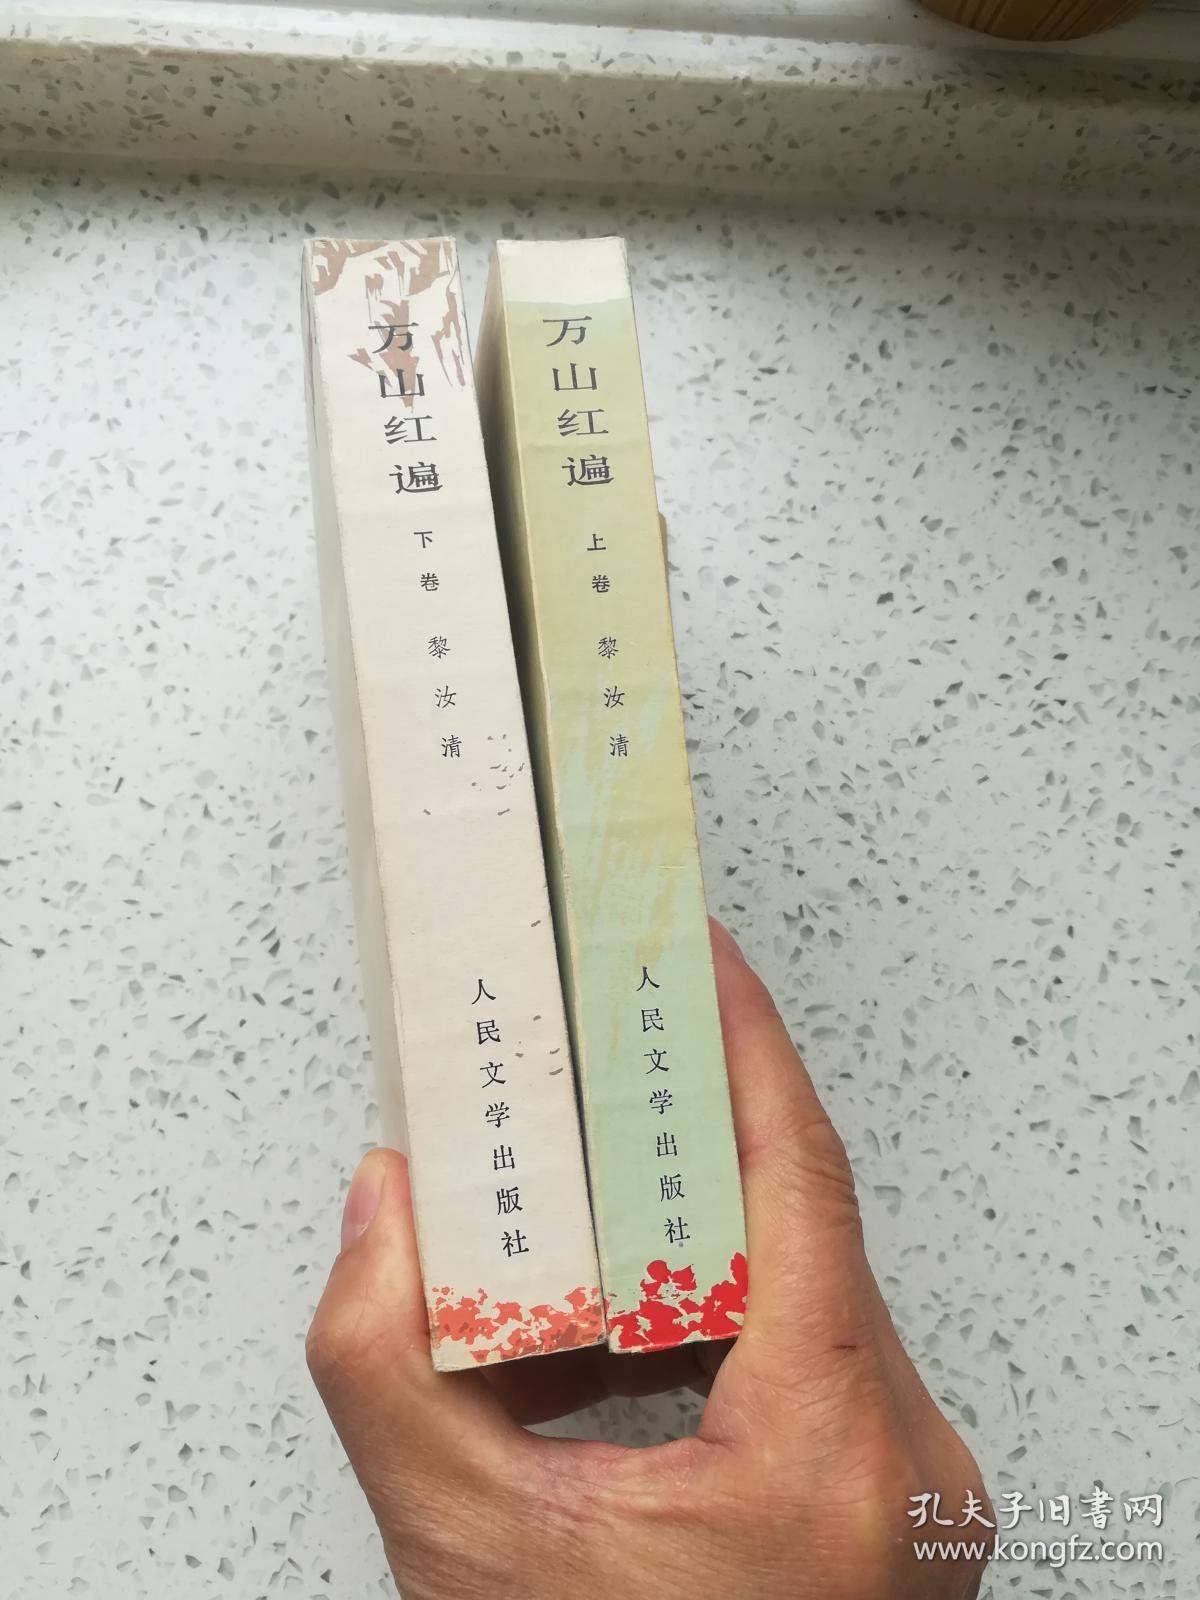 万山红遍
下卷
黎汝清
人民文学出版社
万山红遍
上卷
黎汝清
人民文学出版社
孔夫子旧書网
www.kongfz.com